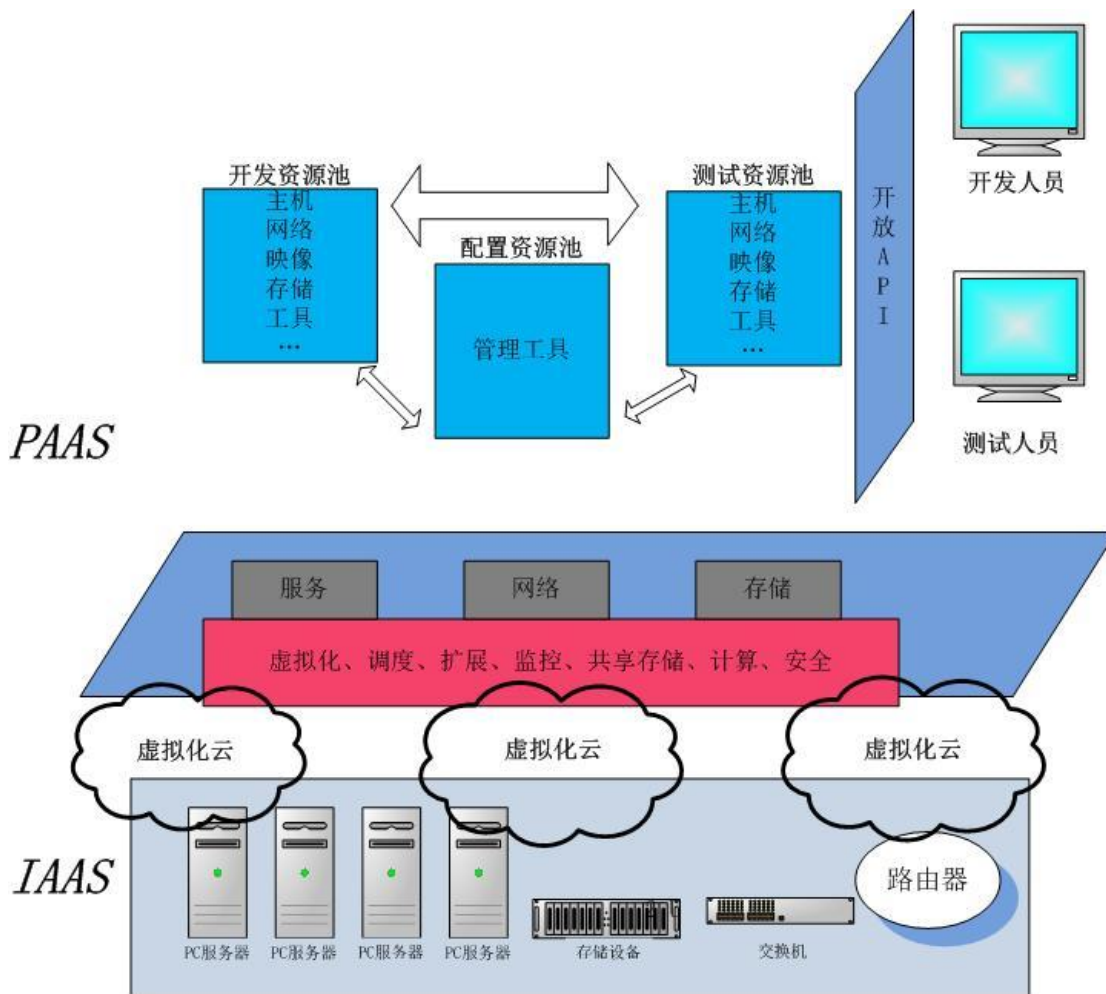 开发资源池
主机
网络
映像
存储
工具
...
配置资源池
管理工具
测试资源池
主机
网络
映像
存储
工具
...
开放API
开发人员
测试人员
PAAS
服务
网络
存储
虚拟化、调度、扩展、监控、共享存储、计算、安全
虚拟化云
虚拟化云
虚拟化云
IAAS
PC服务器
PC服务器
PC服务器
PC服务器
存储设备
交换机
路由器